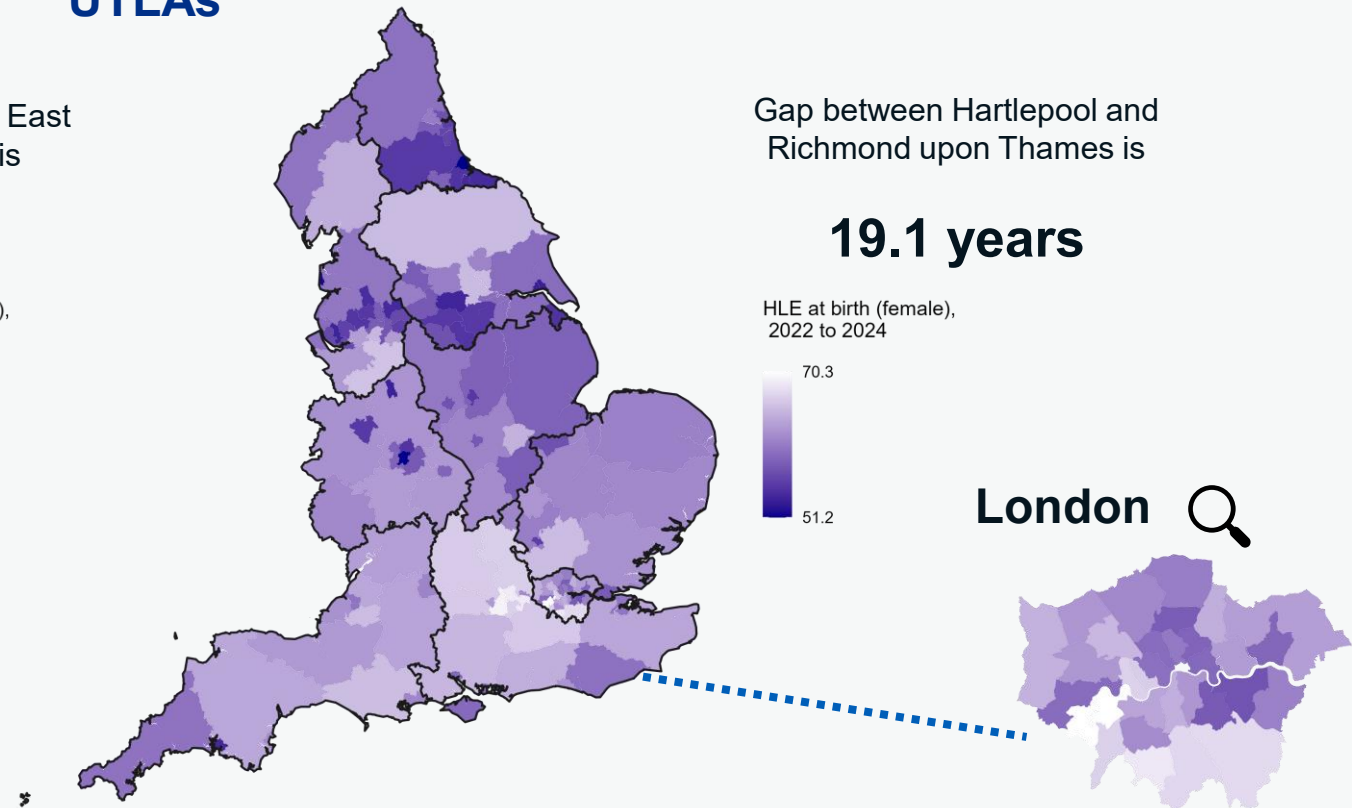 UTLAs
East
is
),
Gap between Hartlepool and
Richmond upon Thames is
19.1 years
HLE at birth (female),
2022 to 2024
70.3
51.2
London